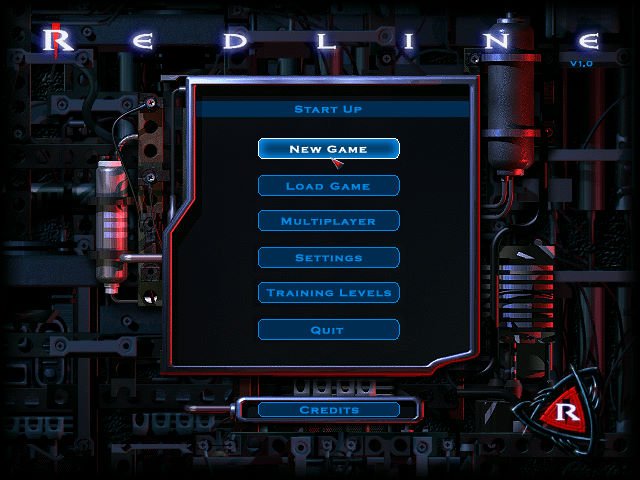 REDLINE
V1.0
START UP
NEW GAME
LOAD GAME
MULTIPLAYER
SETTINGS
TRAINING LEVELS
QUIT
CREDITS
R